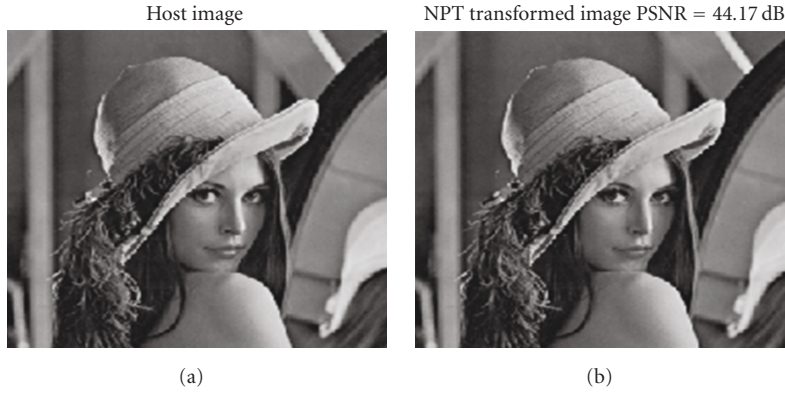 Host image
NPT transformed image PSNR = 44.17 dB
(a)
(b)